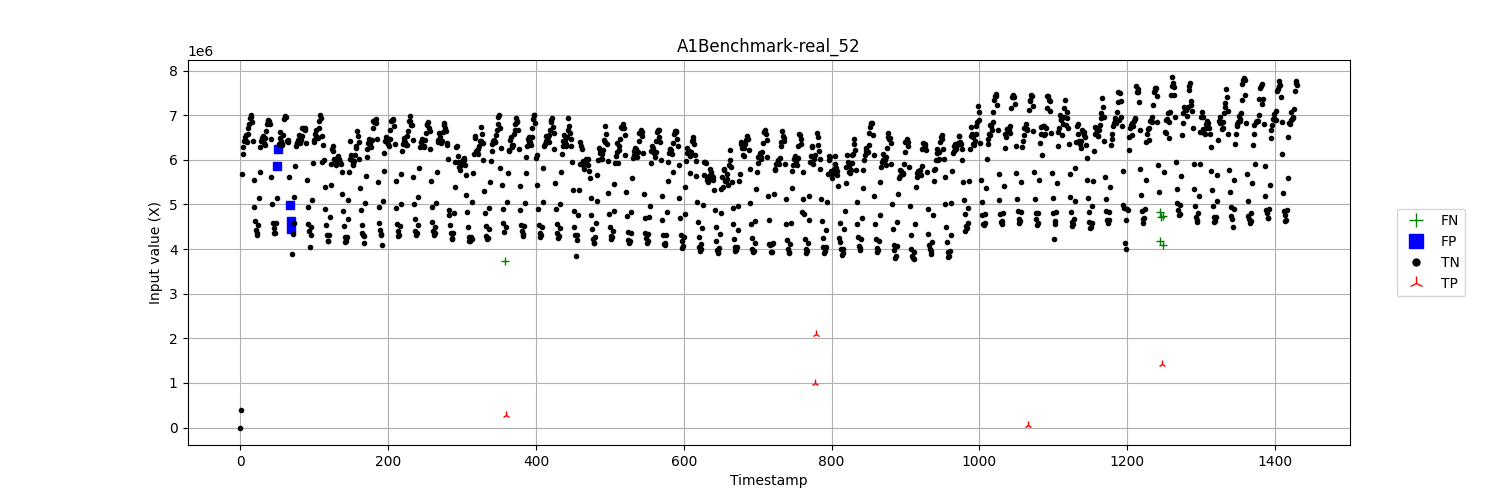 A1Benchmark-real_52
1e6
8
7
6
5
4
3
2
1
0
Input value (X)
0 200 400 600 800 1000 1200 1400
Timestamp
FN
FP
TN
TP